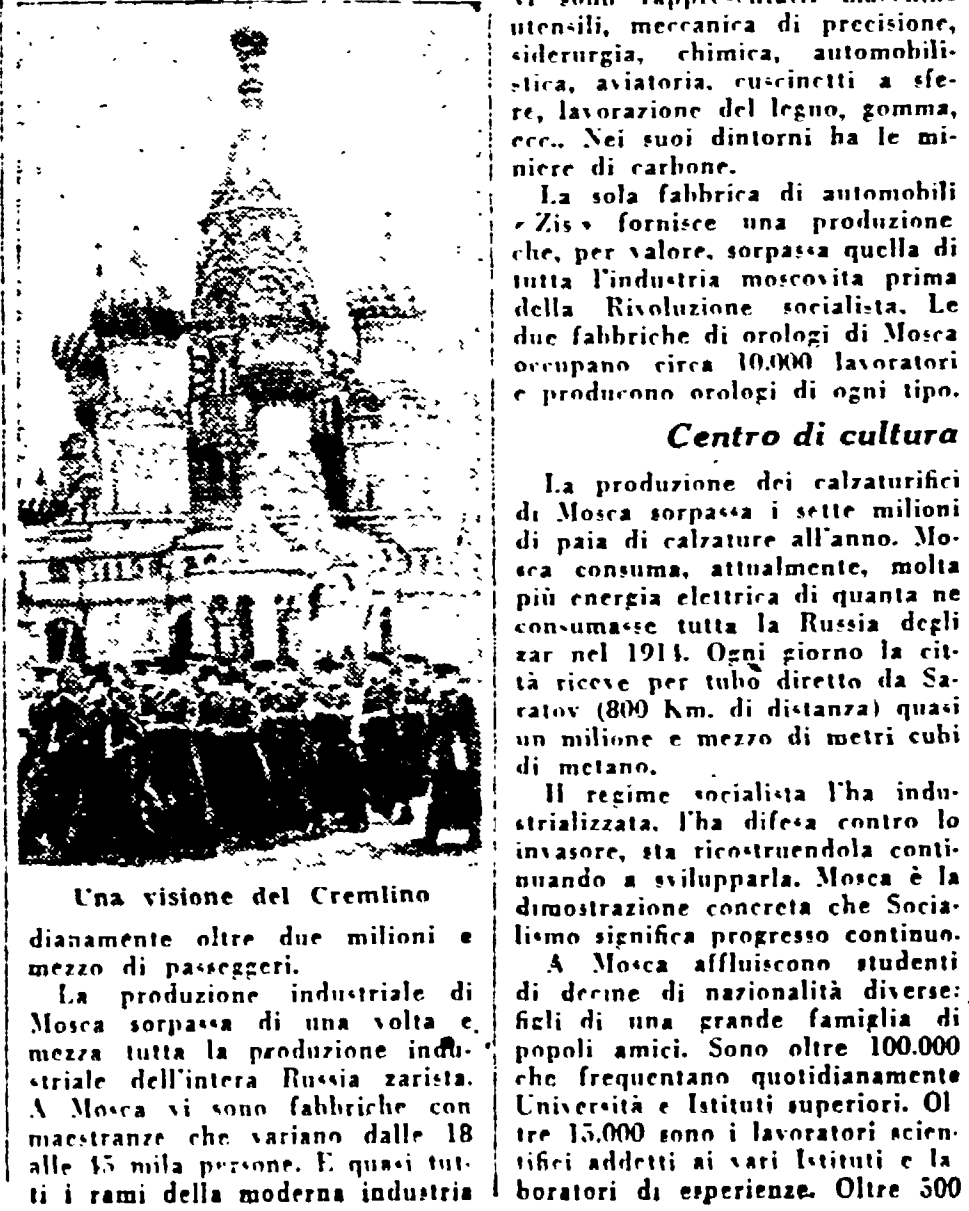 Una visione del Cremlino
dianamente oltre due milioni e
mezzo di passeggeri.
La produzione industriale di
Mosca sorpassa di una volta e
mezza tutta la produzione indu-
striale dell'intera Russia zarista.
A Mosca vi sono fabbriche con
maestranze che variano dalle 18
alle 45 mila persone. E quasi tut-
ti i rami della moderna industria
vi sono rappresentati: macchine
utensili, meccanica di precisione,
siderurgia, chimica, automobili-
stica, aviatoria, cuscinetti a sfe-
re, lavorazione del legno, gomma,
ecc.. Nei suoi dintorni ha le mi-
niere di carbone.
La sola fabbrica di automobili
« Zis » fornisce una produzione
che, per valore, sorpassa quella di
tutta l'industria moscovita prima
della Rivoluzione socialista. Le
due fabbriche di orologi di Mosca
occupano circa 10.000 lavoratori
e producono orologi di ogni tipo.
Centro di cultura
La produzione dei calzaturifici
di Mosca sorpassa i sette milioni
di paia di calzature all'anno. Mo-
sca consuma, attualmente, molta
più energia elettrica di quanta ne
consumasse tutta la Russia degli
zar nel 1914. Ogni giorno la cit-
tà riceve per tubo diretto da Sa-
ratov (800 Km. di distanza) quasi
un milione e mezzo di metri cubi
di metano.
Il regime socialista l'ha indu-
strializzata, l'ha difesa contro lo
invasore, sta ricostruendola conti-
nuando a svilupparla. Mosca è la
dimostrazione concreta che Socia-
lismo significa progresso continuo.
A Mosca affluiscono studenti
di decine di nazionalità diverse:
figli di una grande famiglia di
popoli amici. Sono oltre 100.000
che frequentano quotidianamente
Università e Istituti superiori. Ol
tre 15.000 sono i lavoratori scien-
tifici addetti ai vari Istituti e la
boratori di esperienze. Oltre 500